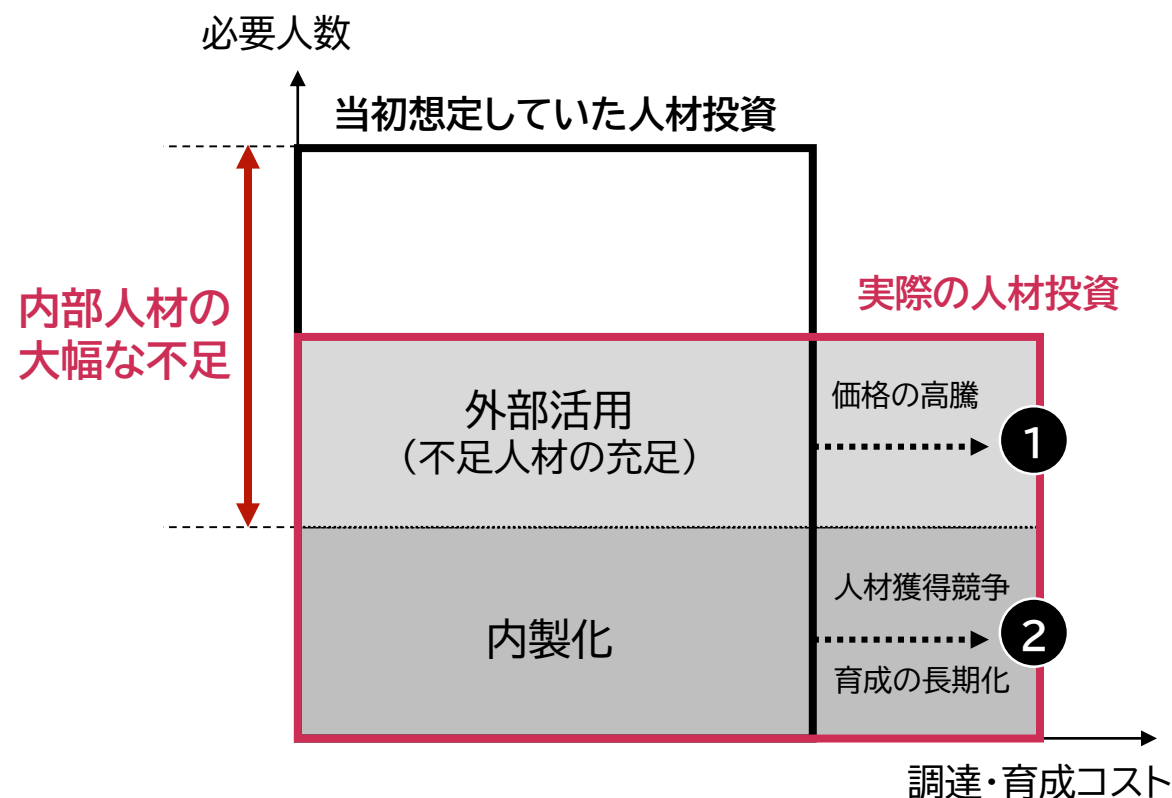 必要人数
当初想定していた人材投資
内部人材の
大幅な不足
実際の人材投資
外部活用
（不足人材の充足）
価格の高騰
1
内製化
人材獲得競争
2
育成の長期化
調達・育成コスト